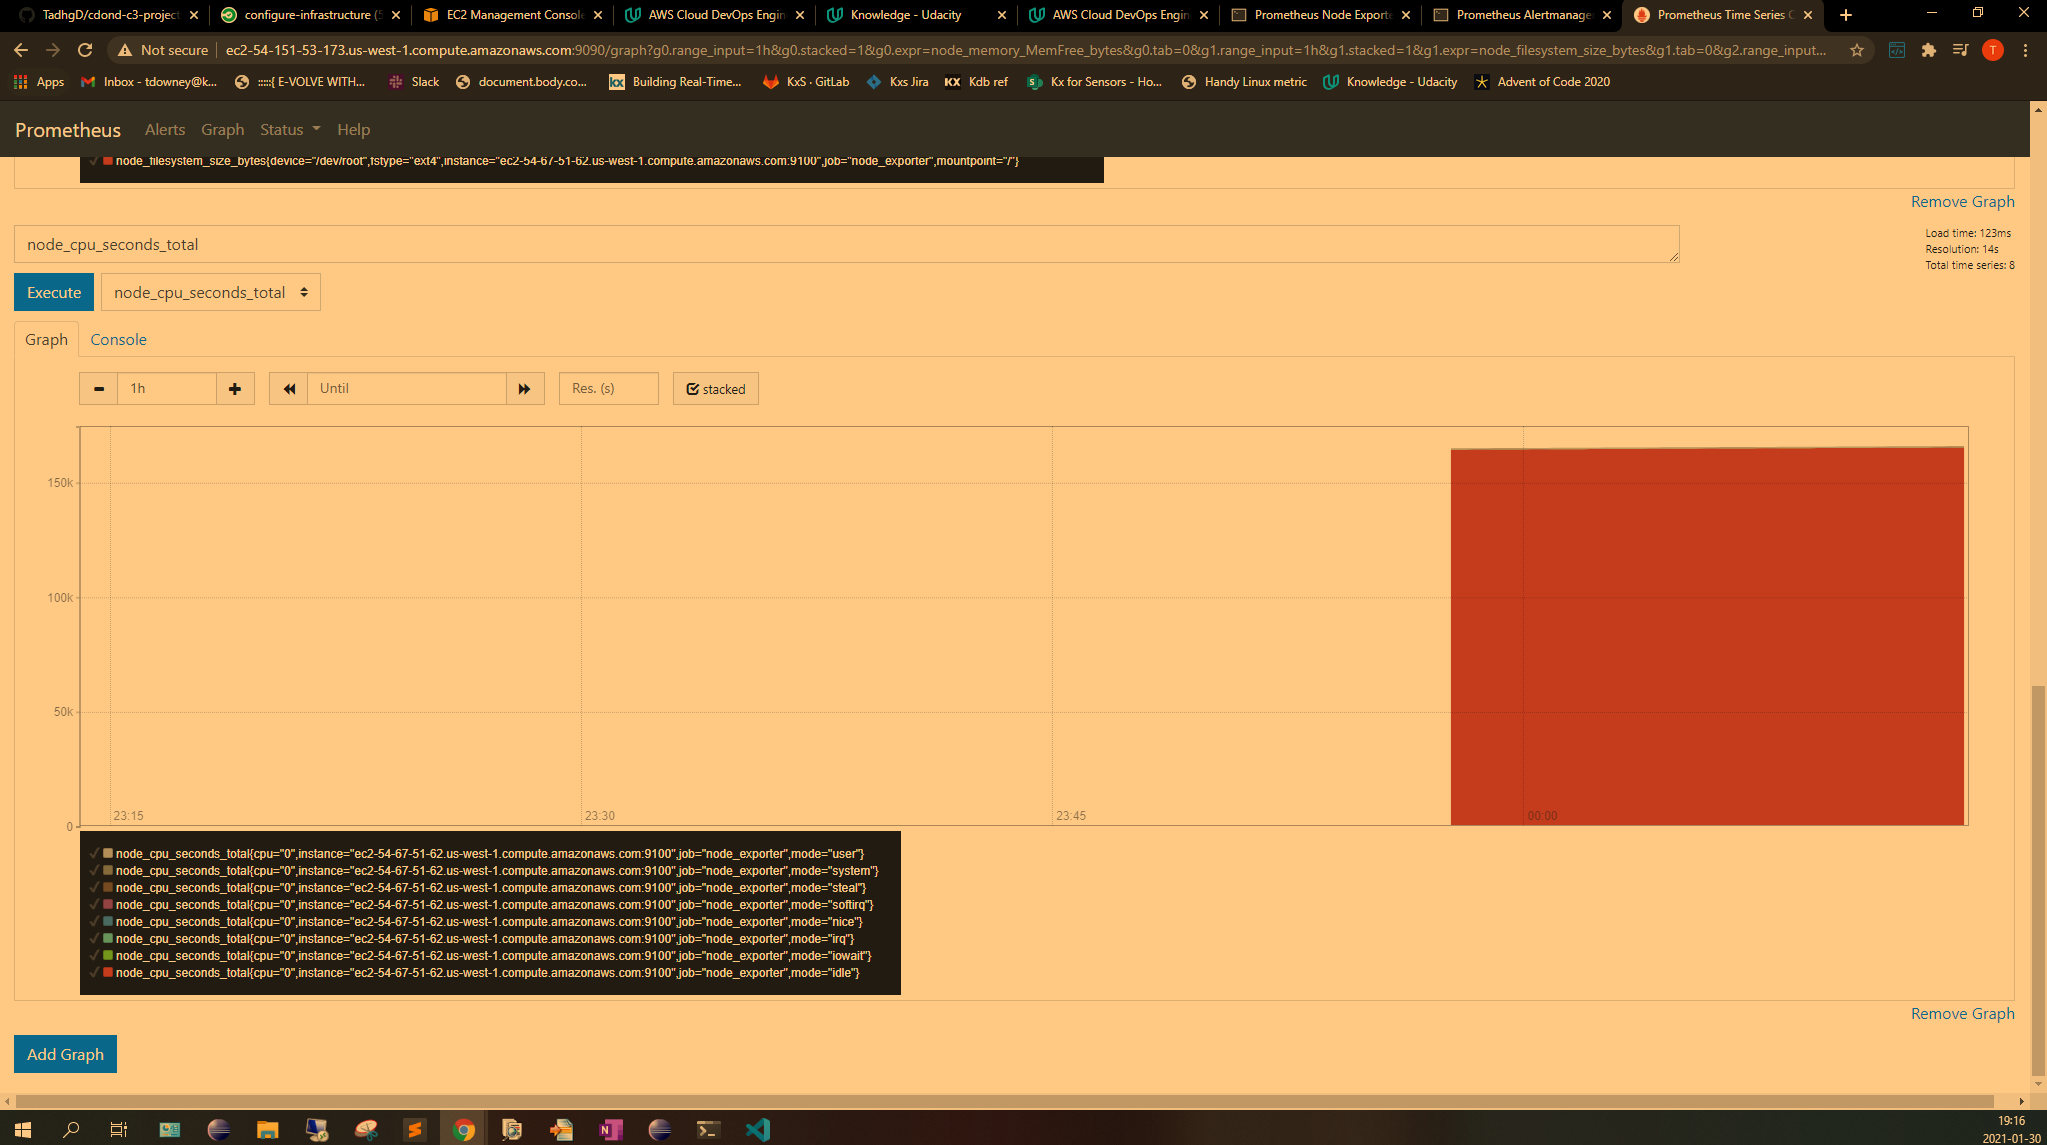 TadhgD/cdond-c3-project
configure-infrastructure (5
EC2 Management Console
AWS Cloud DevOps Engin
Knowledge - Udacity
AWS Cloud DevOps Engin
Prometheus Node Exporte
Prometheus Alertmanage
Prometheus Time Series C
Not secure
ec2-54-151-53-173.us-west-1.compute.amazonaws.com:9090/graph?g0.range_input=1h&g0.stacked=1&g0.expr=node_memory_MemFree_bytes&g0.tab=0&g1.range_input=1h&g1.stacked=1&g1.expr=node_filesystem_size_bytes&g1.tab=0&g2.range_input...
T
Apps
Inbox - tdowney@k...
:::::{ E-VOLVE WITH...
Slack
document.body.co...
Building Real-Time...
KxS · GitLab
Kxs Jira
Kdb ref
Kx for Sensors - Ho...
Handy Linux metric
Knowledge - Udacity
Advent of Code 2020
Prometheus
Alerts
Graph
Status
Help
node_filesystem_size_bytes{device="/dev/root",fstype="ext4",instance="ec2-54-67-51-62.us-west-1.compute.amazonaws.com:9100",job="node_exporter",mountpoint="/"}
Remove Graph
node_cpu_seconds_total
Load time: 123ms
Resolution: 14s
Total time series: 8
Execute
node_cpu_seconds_total
Graph
Console
1h
Until
Res. (s)
stacked
150k
100k
50k
0
23:15
23:30
23:45
00:00
node_cpu_seconds_total{cpu="0",instance="ec2-54-67-51-62.us-west-1.compute.amazonaws.com:9100",job="node_exporter",mode="user"}
node_cpu_seconds_total{cpu="0",instance="ec2-54-67-51-62.us-west-1.compute.amazonaws.com:9100",job="node_exporter",mode="system"}
node_cpu_seconds_total{cpu="0",instance="ec2-54-67-51-62.us-west-1.compute.amazonaws.com:9100",job="node_exporter",mode="steal"}
node_cpu_seconds_total{cpu="0",instance="ec2-54-67-51-62.us-west-1.compute.amazonaws.com:9100",job="node_exporter",mode="softirq"}
node_cpu_seconds_total{cpu="0",instance="ec2-54-67-51-62.us-west-1.compute.amazonaws.com:9100",job="node_exporter",mode="nice"}
node_cpu_seconds_total{cpu="0",instance="ec2-54-67-51-62.us-west-1.compute.amazonaws.com:9100",job="node_exporter",mode="irq"}
node_cpu_seconds_total{cpu="0",instance="ec2-54-67-51-62.us-west-1.compute.amazonaws.com:9100",job="node_exporter",mode="iowait"}
node_cpu_seconds_total{cpu="0",instance="ec2-54-67-51-62.us-west-1.compute.amazonaws.com:9100",job="node_exporter",mode="idle"}
Remove Graph
Add Graph
19:16
2021-01-30